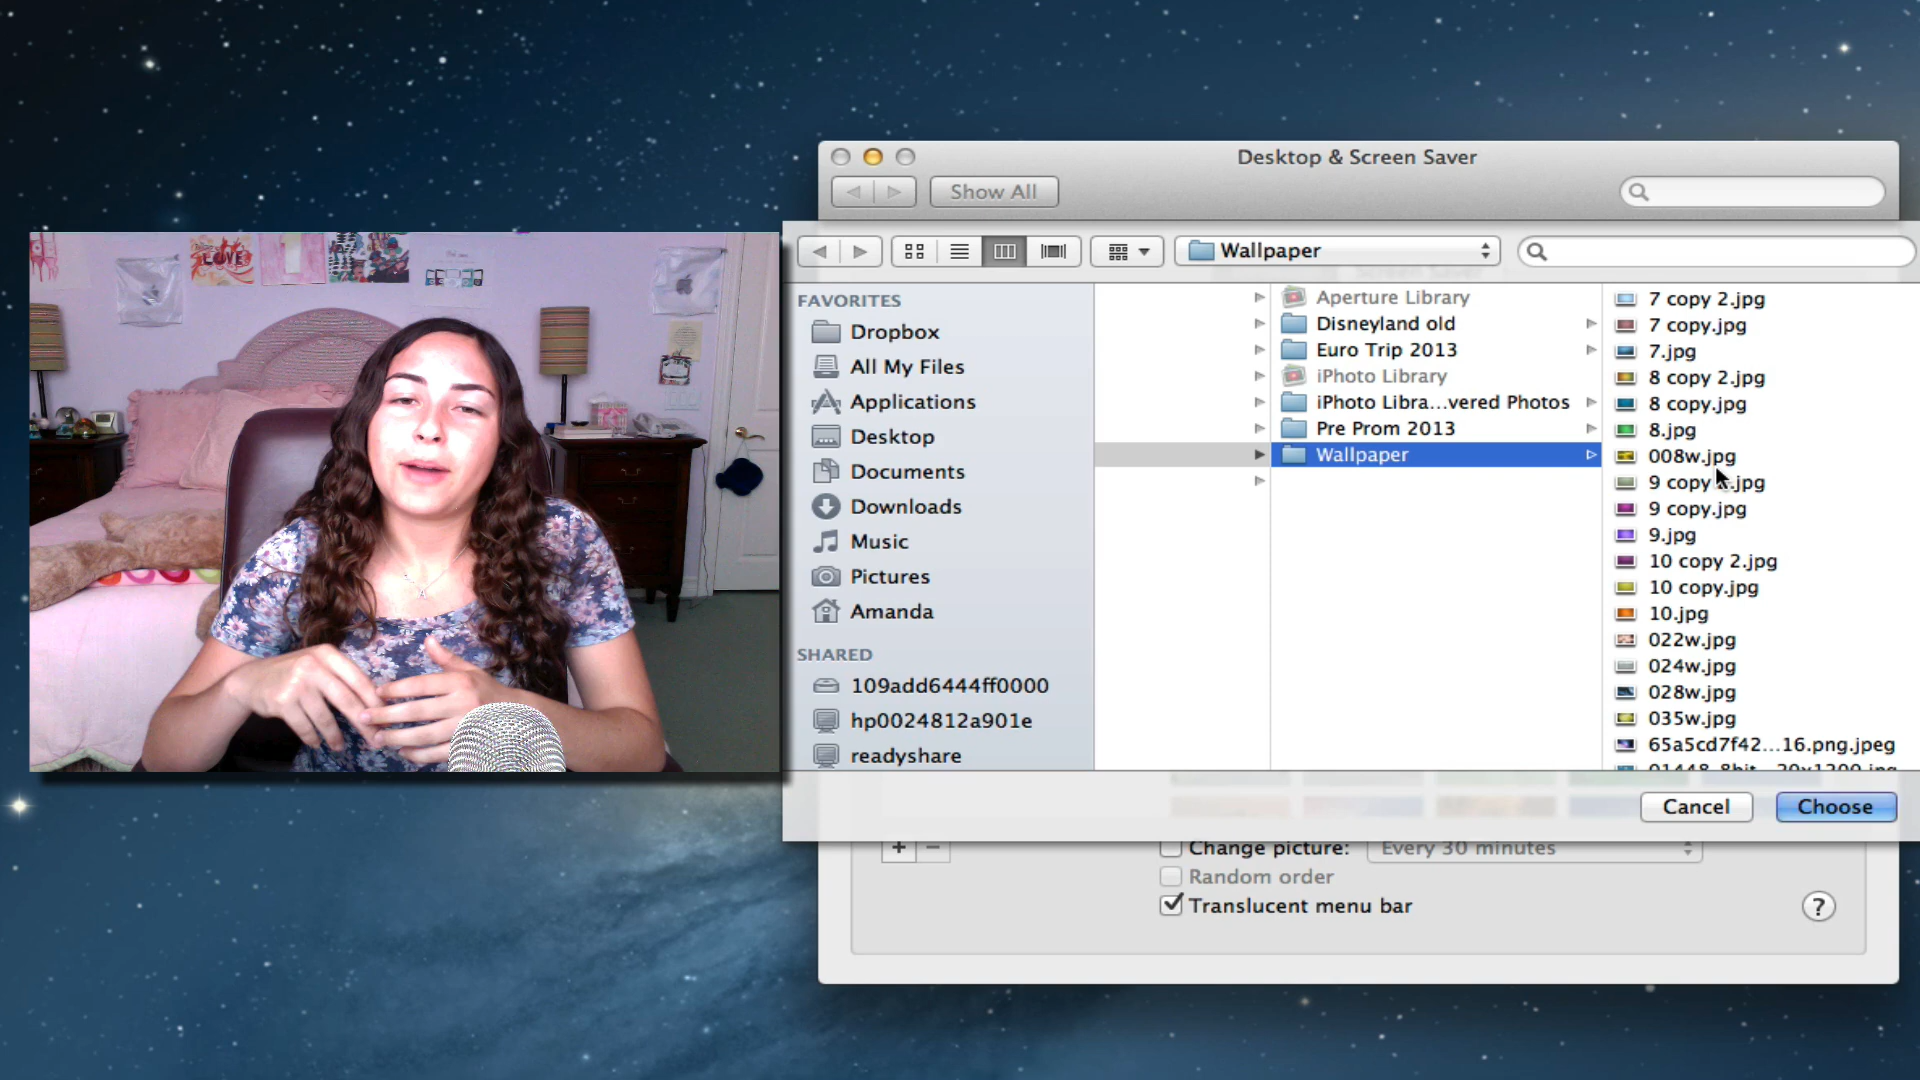 Desktop & Screen Saver
Show All
Wallpaper
FAVORITES
Dropbox
All My Files
Applications
Desktop
Documents
Downloads
Music
Pictures
Amanda
SHARED
109add6444ff0000
hp0024812a901e
readyshare
Aperture Library
Disneyland old
Euro Trip 2013
iPhoto Library
iPhoto Libra...vered Photos
Pre Prom 2013
Wallpaper
7 copy 2.jpg
7 copy.jpg
7.jpg
8 copy 2.jpg
8 copy.jpg
8.jpg
008w.jpg
9 copy 2.jpg
9 copy.jpg
9.jpg
10 copy 2.jpg
10 copy.jpg
10.jpg
022w.jpg
024w.jpg
028w.jpg
035w.jpg
65a5cd7f42...16.png.jpeg
Cancel
Choose
+ −
Change picture: Every 30 minutes
Random order
Translucent menu bar
?
LOVE